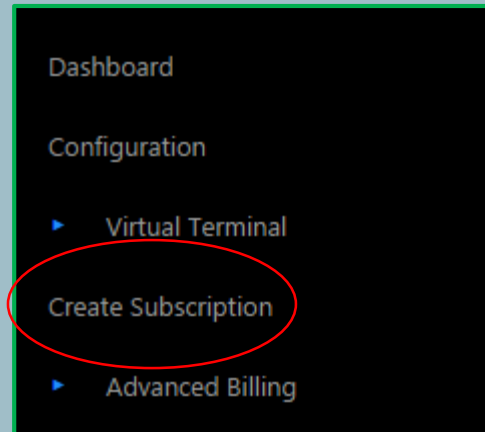 Dashboard
Configuration
Virtual Terminal
Create Subscription
Advanced Billing